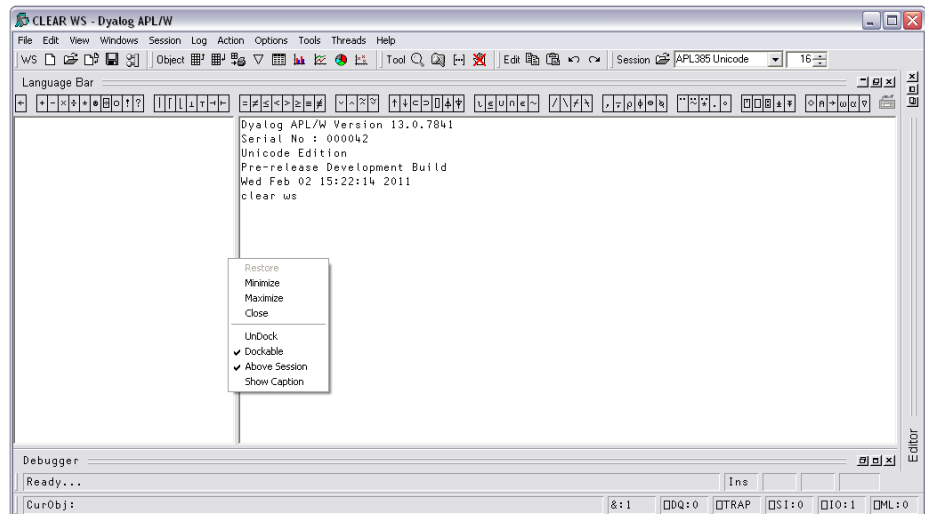 CLEAR WS - Dyalog APL/W
File Edit View Windows Session Log Action Options Tools Threads Help
WS Object Tool Edit Session APL385 Unicode 16
Language Bar
Dyalog APL/W Version 13.0.7841
Serial No : 000042
Unicode Edition
Pre-release Development Build
Wed Feb 02 15:22:14 2011
clear ws
Restore
Minimize
Maximize
Close
UnDock
Dockable
Above Session
Show Caption
Editor
Debugger
Ready...
Ins
CurObj:
&:1 ⎕DQ:0 ⎕TRAP ⎕SI:0 ⎕IO:1 ⎕ML:0